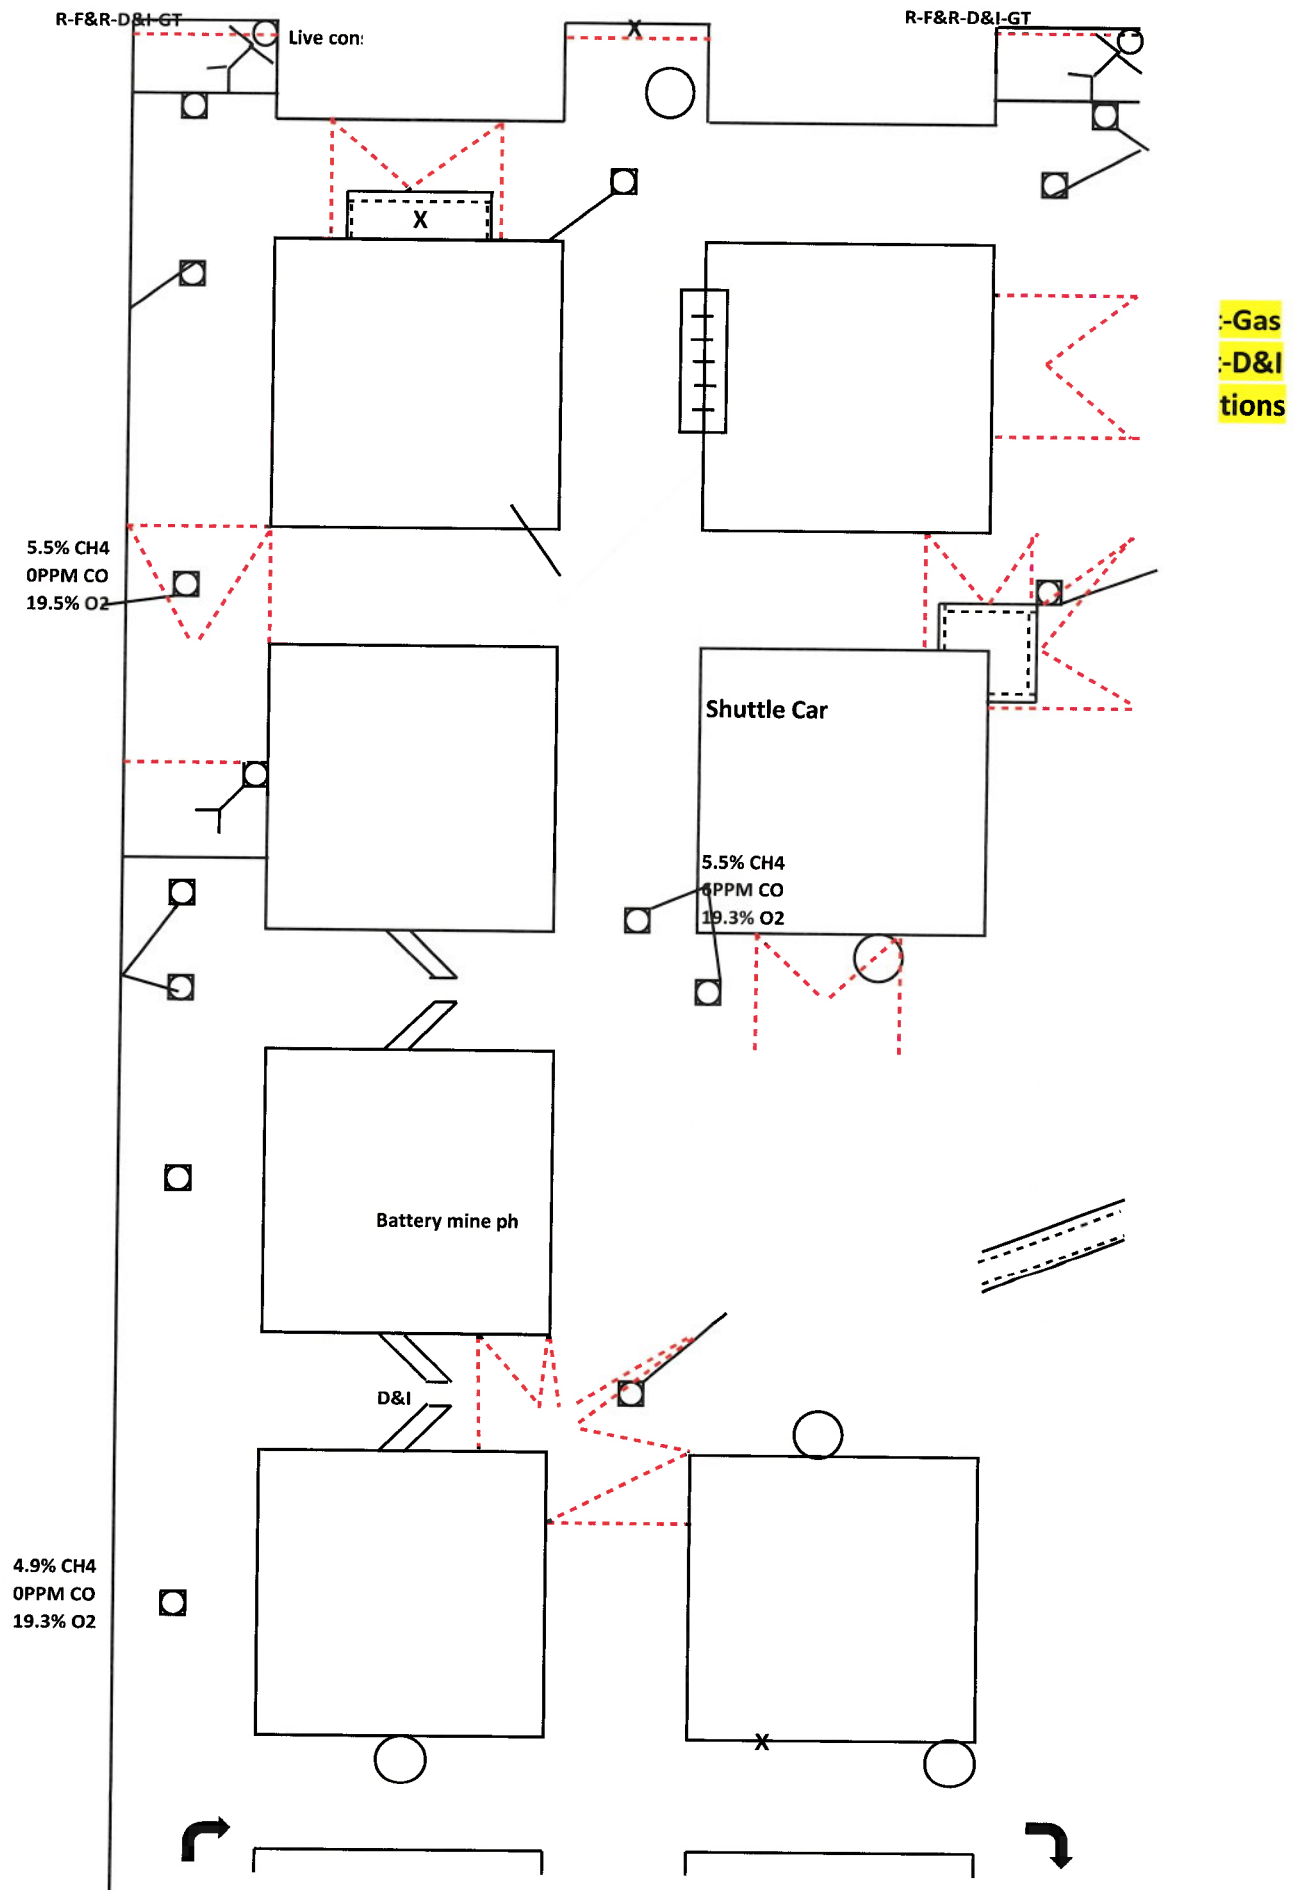 R-F&R-D&I-GT
R-F&R-D&I-GT
Live con:
X
X
:-Gas
:-D&I
tions
5.5% CH4
0PPM CO
19.5% O2
Shuttle Car
5.5% CH4
6PPM CO
19.3% O2
Battery mine ph
D&I
4.9% CH4
0PPM CO
19.3% O2
X